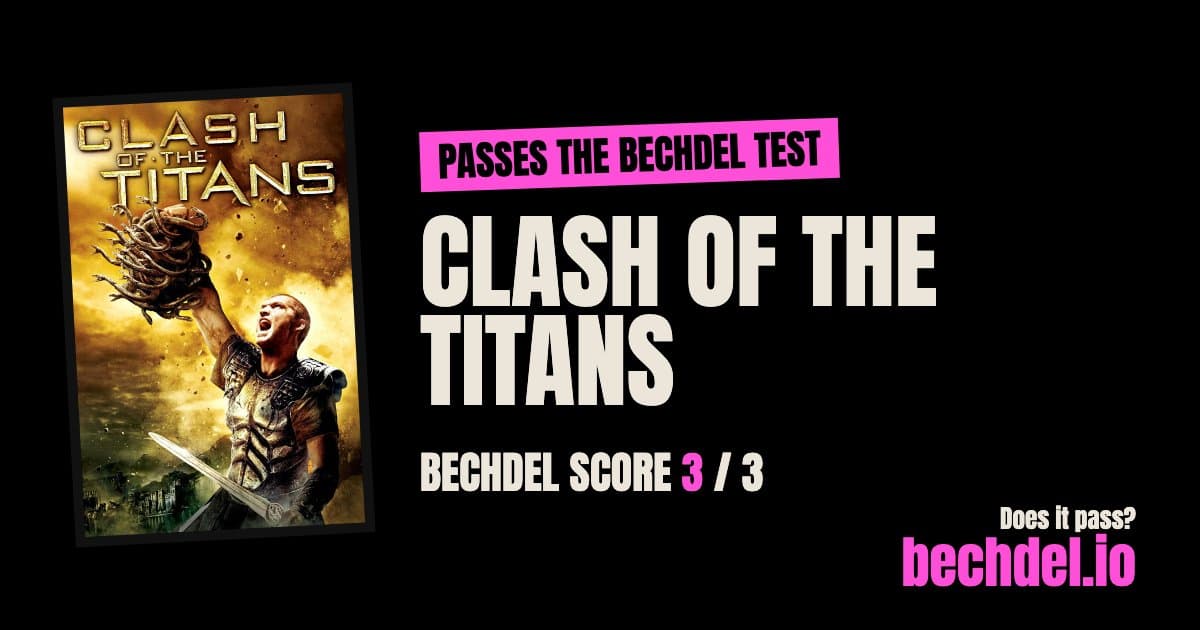 CLASH
OF THE
TITANS
PASSES THE BECHDEL TEST
CLASH OF THE
TITANS
BECHDEL SCORE 3 / 3
Does it pass?
bechdel.io